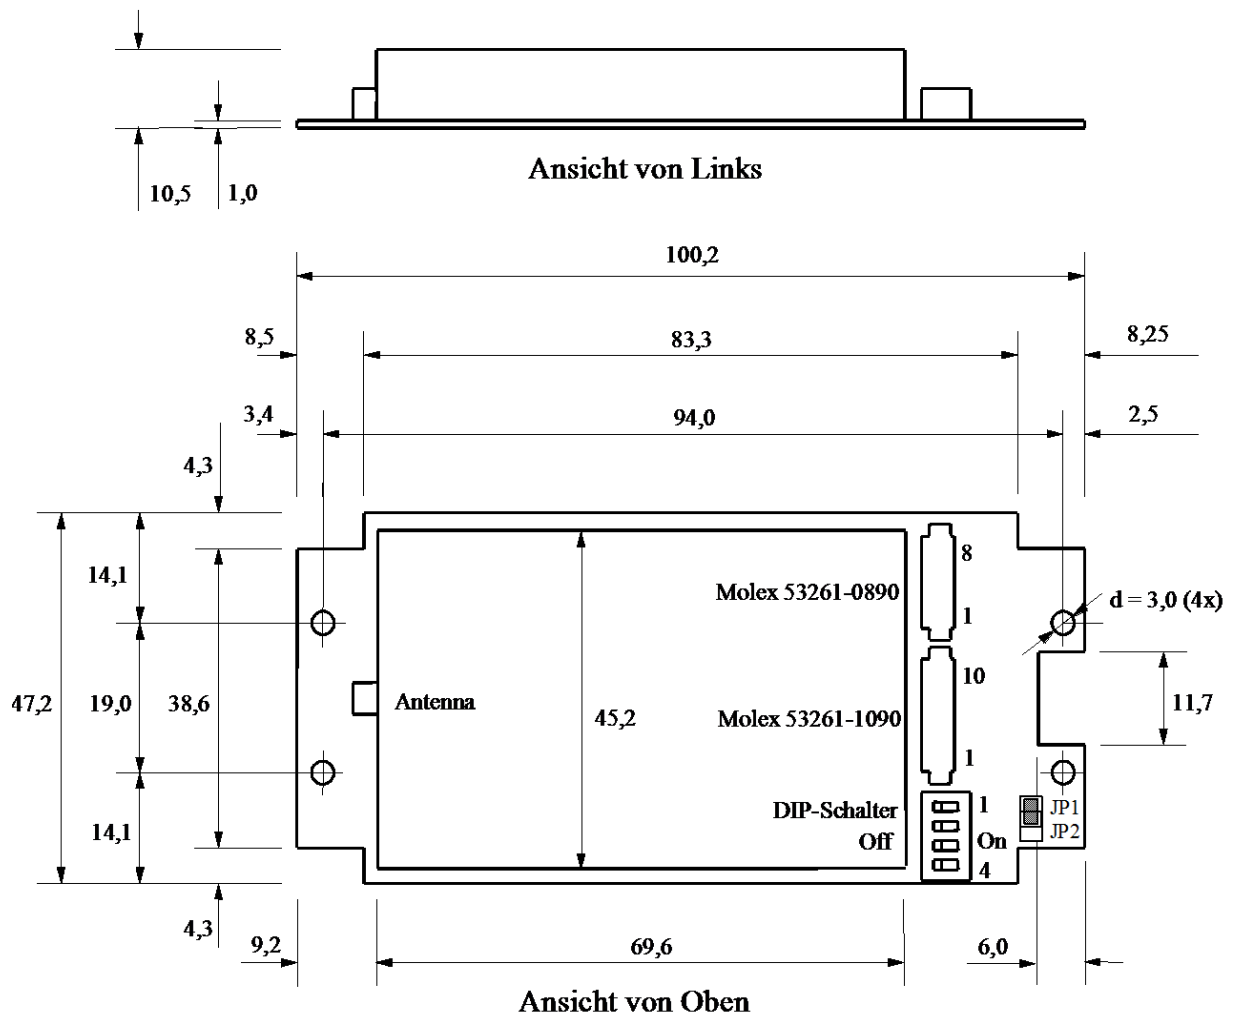 10,5
1,0
Ansicht von Links
100,2
8,5
83,3
8,25
3,4
94,0
2,5
4,3
14,1
8
Molex 53261-0890
1
d = 3,0 (4x)
47,2
19,0
38,6
Antenna
45,2
10
Molex 53261-1090
11,7
1
14,1
DIP-Schalter
1
JP1
Off
On
JP2
4
4,3
9,2
69,6
6,0
Ansicht von Oben